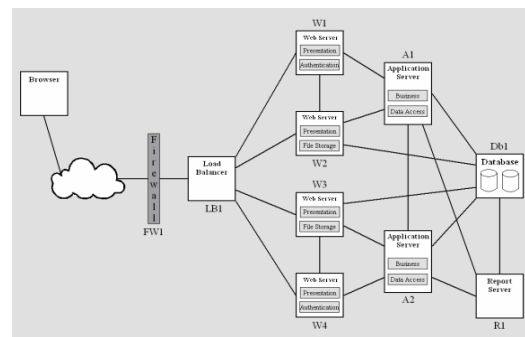 Browser
Firewall
FW1
Load
Balancer
LB1
W1
Web Server
Presentation
Authentication
Web Server
Presentation
File Storage
W2
W3
Web Server
Presentation
File Storage
Web Server
Presentation
Authentication
W4
A1
Application
Server
Business
Data Access
Application
Server
Business
Data Access
A2
Db1
Database
Report
Server
R1